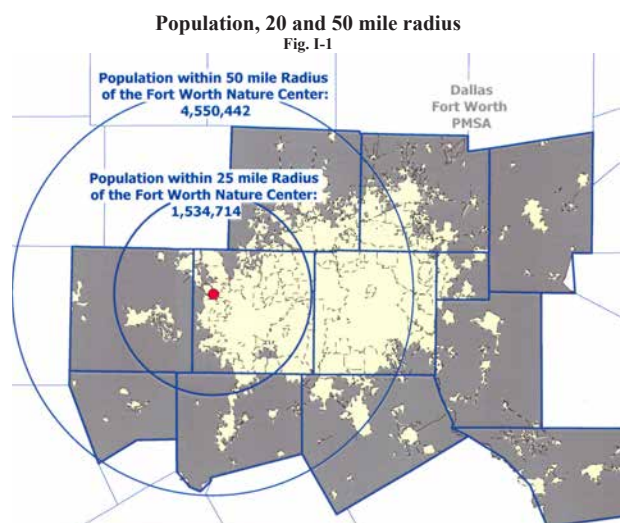 Population, 20 and 50 mile radius
Fig. I-1
Population within 50 mile Radius
of the Fort Worth Nature Center:
4,550,442
Dallas
Fort Worth
PMSA
Population within 25 mile Radius
of the Fort Worth Nature Center:
1,534,714